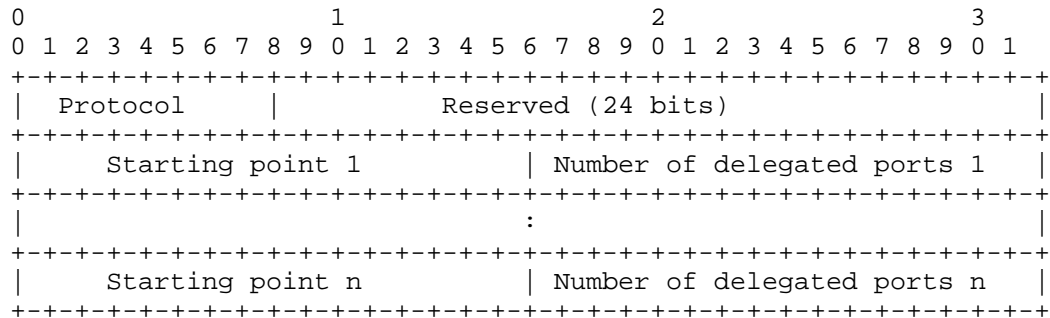 0                   1                   2                   3
0 1 2 3 4 5 6 7 8 9 0 1 2 3 4 5 6 7 8 9 0 1 2 3 4 5 6 7 8 9 0 1
+-+-+-+-+-+-+-+-+-+-+-+-+-+-+-+-+-+-+-+-+-+-+-+-+-+-+-+-+-+-+-+-+
|  Protocol     |          Reserved (24 bits)                   |
+-+-+-+-+-+-+-+-+-+-+-+-+-+-+-+-+-+-+-+-+-+-+-+-+-+-+-+-+-+-+-+-+
|     Starting point 1          | Number of delegated ports 1   |
+-+-+-+-+-+-+-+-+-+-+-+-+-+-+-+-+-+-+-+-+-+-+-+-+-+-+-+-+-+-+-+-+
|                               :                               |
+-+-+-+-+-+-+-+-+-+-+-+-+-+-+-+-+-+-+-+-+-+-+-+-+-+-+-+-+-+-+-+-+
|     Starting point n          | Number of delegated ports n   |
+-+-+-+-+-+-+-+-+-+-+-+-+-+-+-+-+-+-+-+-+-+-+-+-+-+-+-+-+-+-+-+-+